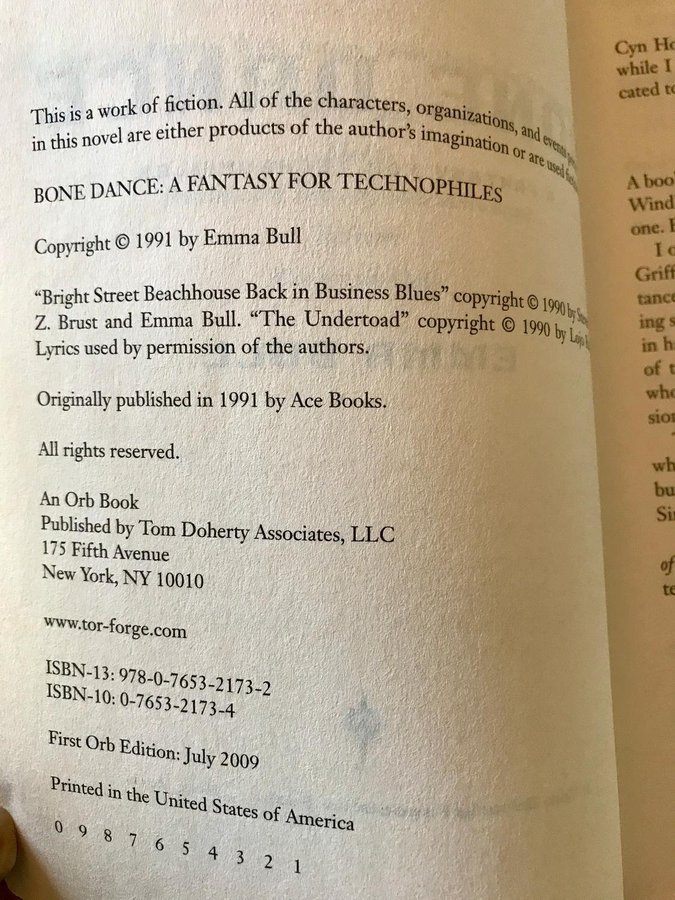 This is a work of fiction. All of the characters, organizations, and events
in this novel are either products of the author's imagination or are used
BONE DANCE: A FANTASY FOR TECHNOPHILES
Copyright © 1991 by Emma Bull
“Bright Street Beachhouse Back in Business Blues” copyright © 1990 by
Z. Brust and Emma Bull. “The Undertoad” copyright © 1990 by
Lyrics used by permission of the authors.
Originally published in 1991 by Ace Books.
All rights reserved.
An Orb Book
Published by Tom Doherty Associates, LLC
175 Fifth Avenue
New York, NY 10010
www.tor-forge.com
ISBN-13: 978-0-7653-2173-2
ISBN-10: 0-7653-2173-4
First Orb Edition: July 2009
Printed in the United States of America
0 9 8 7 6 5 4 3 2 1
Cyn
while I
cated
A
Wind
one.
I
Griff
tance
ing
in
of
who
sion
wh
bu
Si
of
te